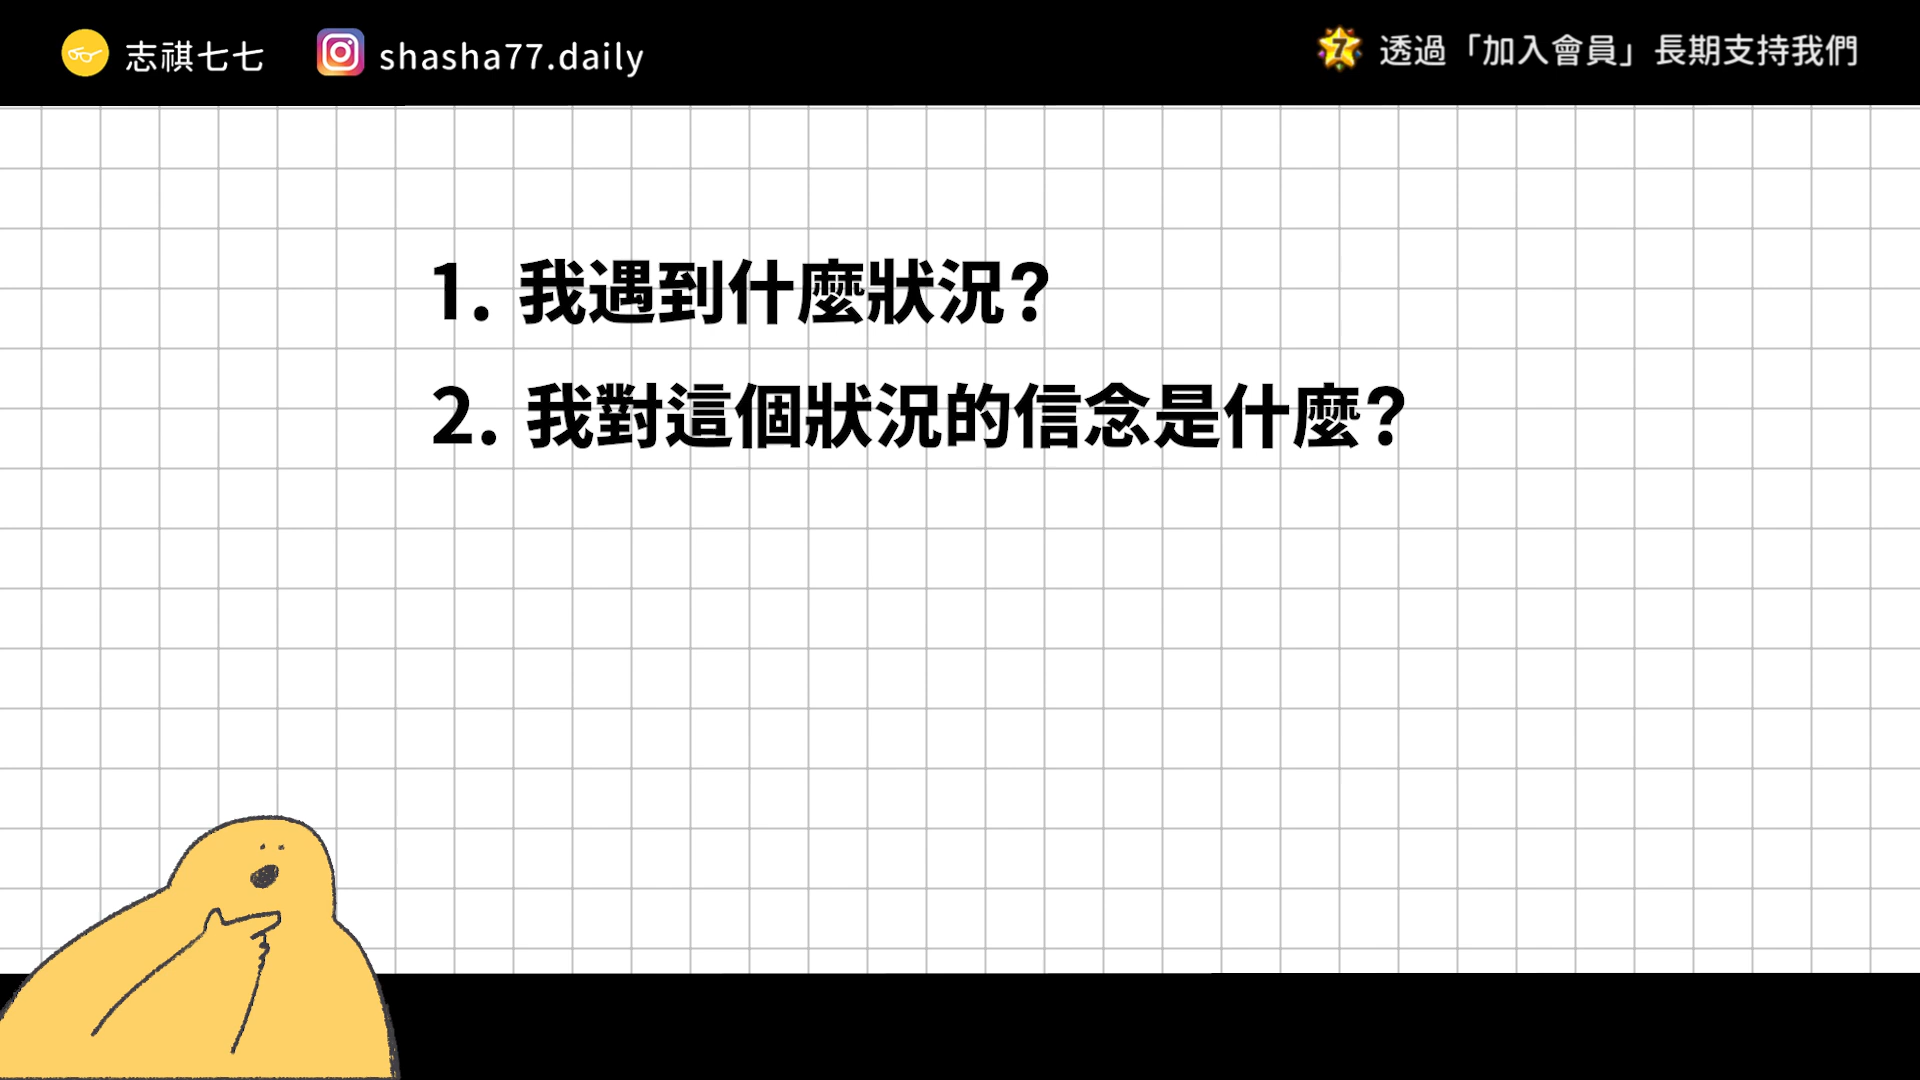 志祺七七
shasha77.daily
7
透過「加入會員」長期支持我們
1. 我遇到什麼狀況?
2. 我對這個狀況的信念是什麼?